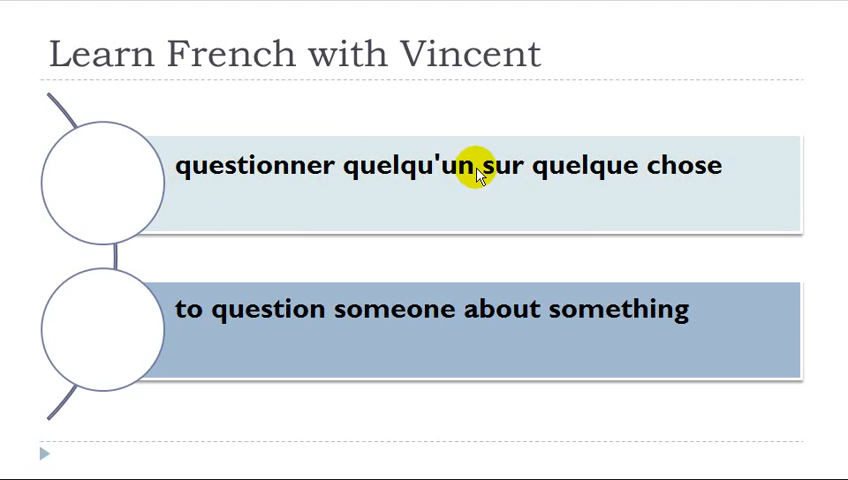 Learn French with Vincent
questionner quelqu'un sur quelque chose
to question someone about something